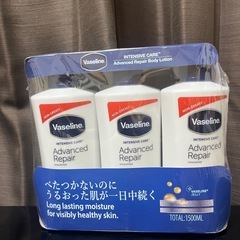 Vaseline
INTENSIVE CARE™
Advanced Repair Body Lotion
Vaseline
INTENSIVE CARE
Advanced
Repair
Vaseline
INTENSIVE CARE
Advanced
Repair
Vaseline
INTENSIVE CARE
Advanced
Repair
べたつかないのに
うるおった肌が一日中続く
Long lasting moisture
for visibly healthy skin.
TOTAL:1500ML